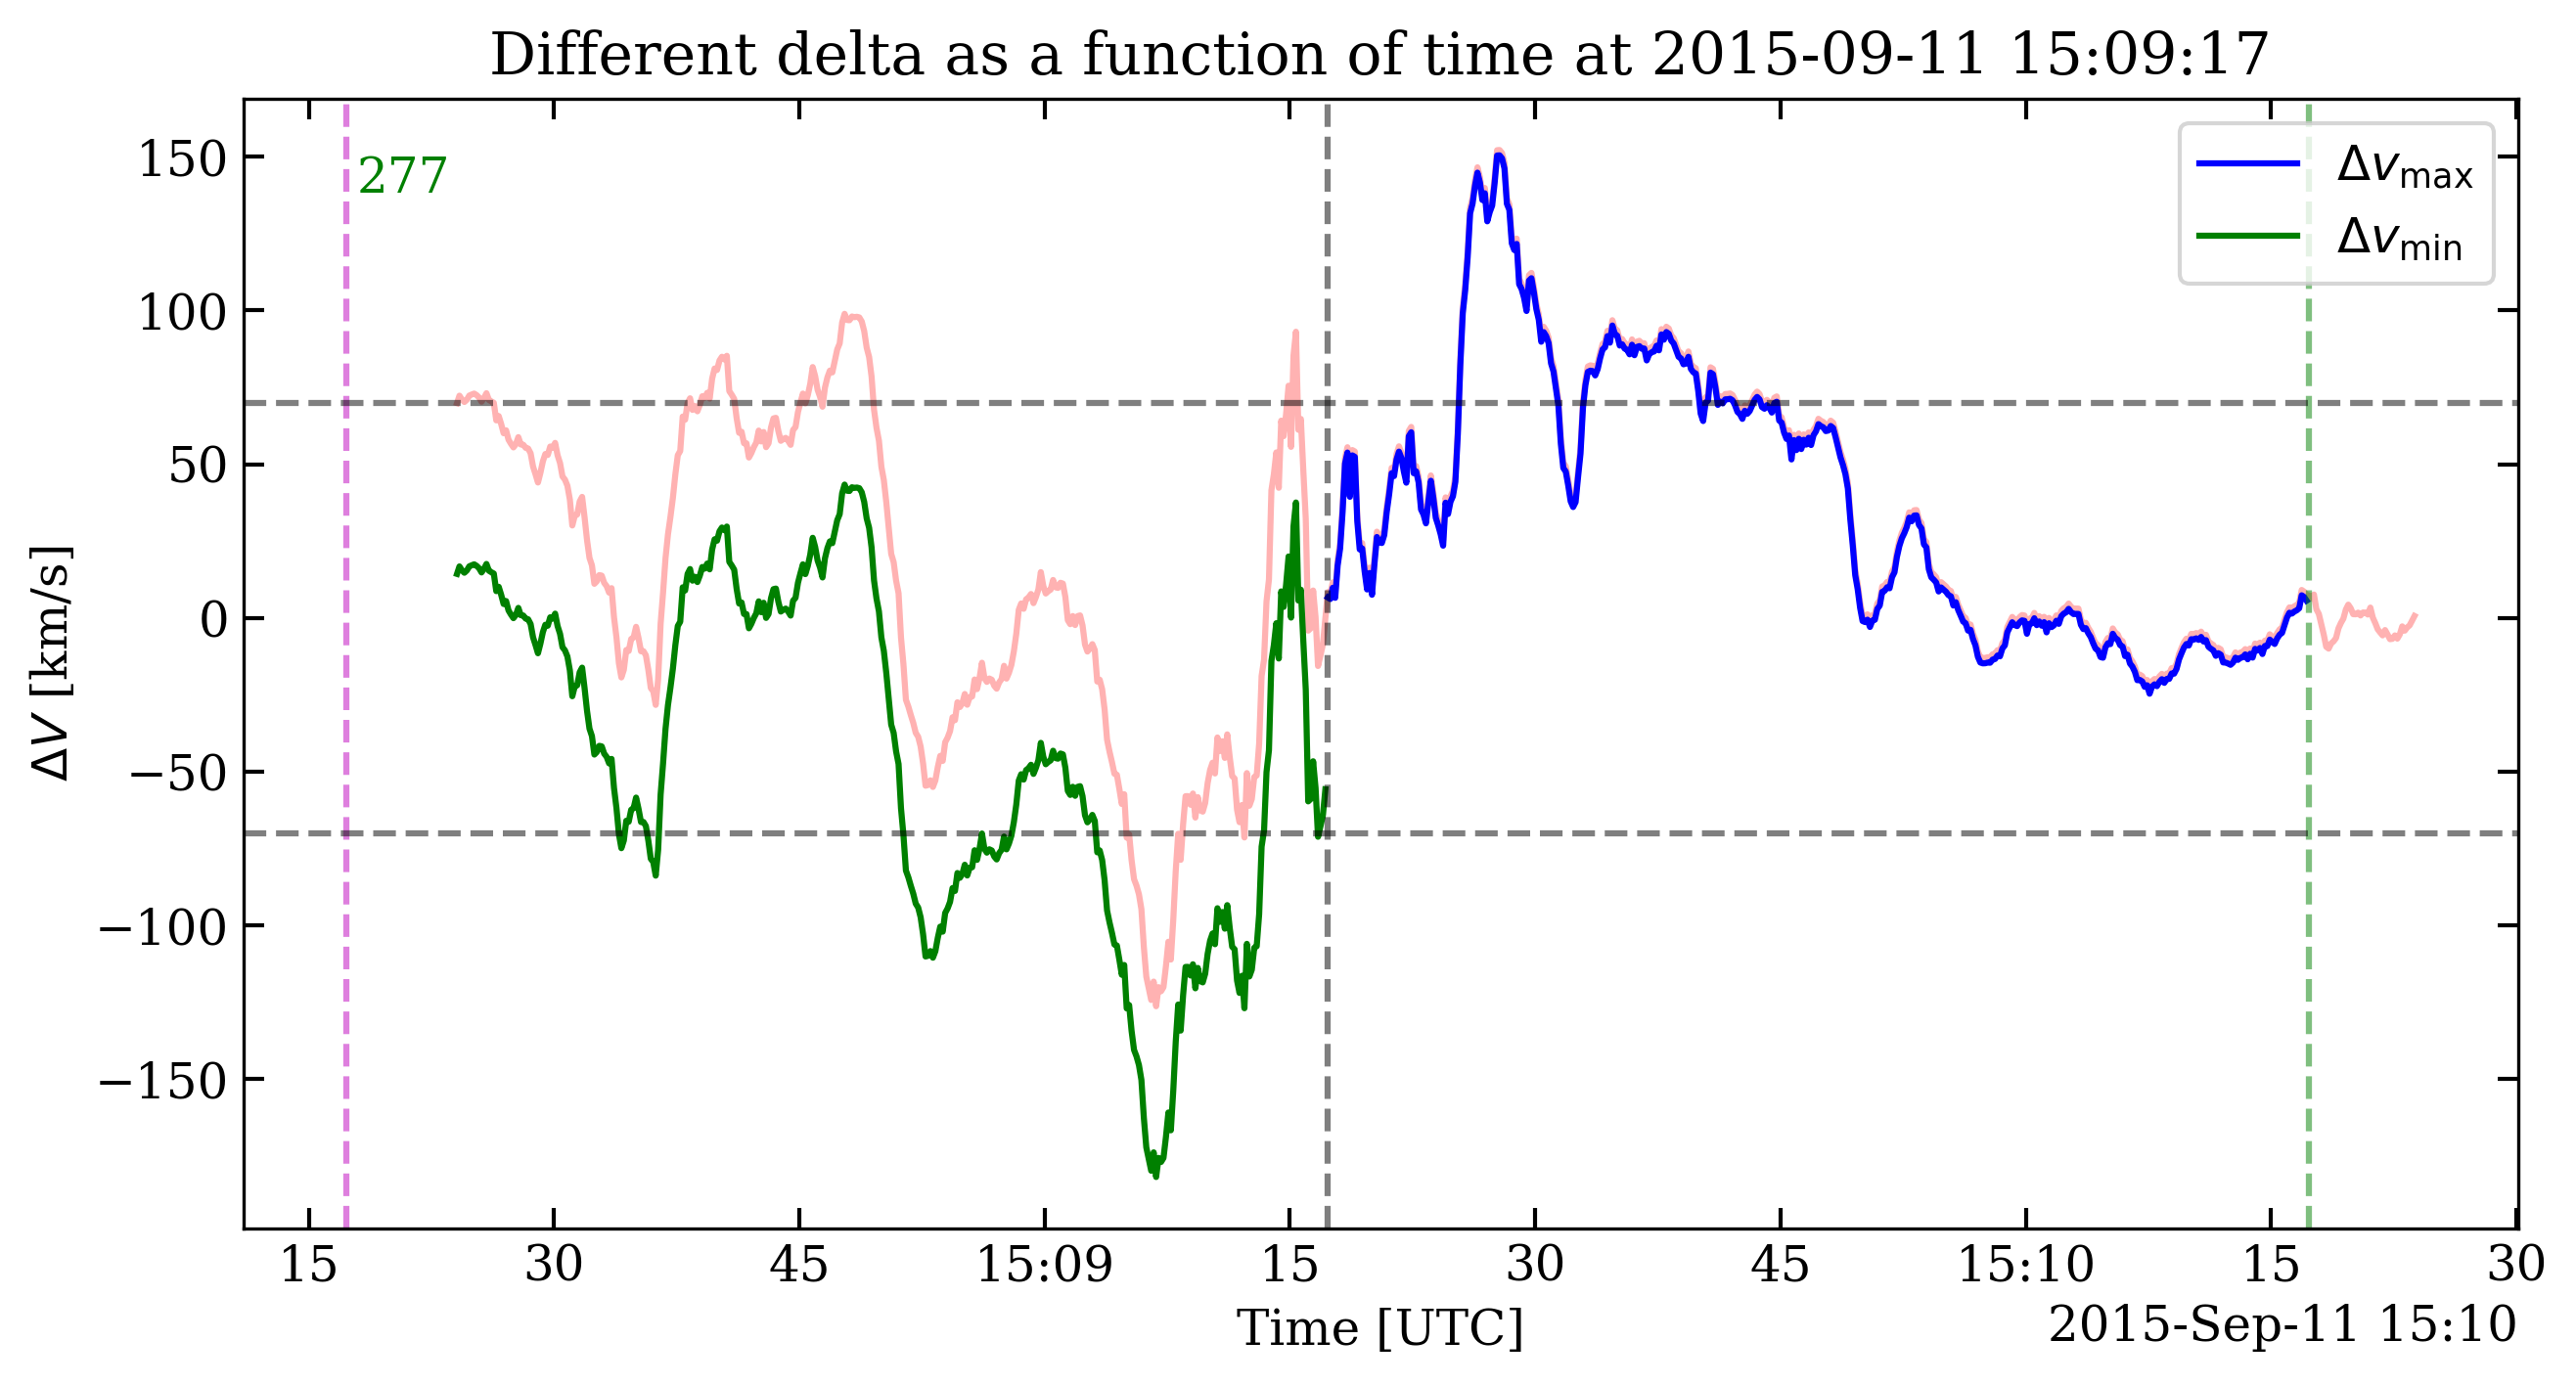 Different delta as a function of time at 2015-09-11 15:09:17
277
Δv_max
Δv_min
150
100
50
0
−50
−100
−150
ΔV [km/s]
15 30 45 15:09 15 30 45 15:10 15 30
Time [UTC]
2015-Sep-11 15:10